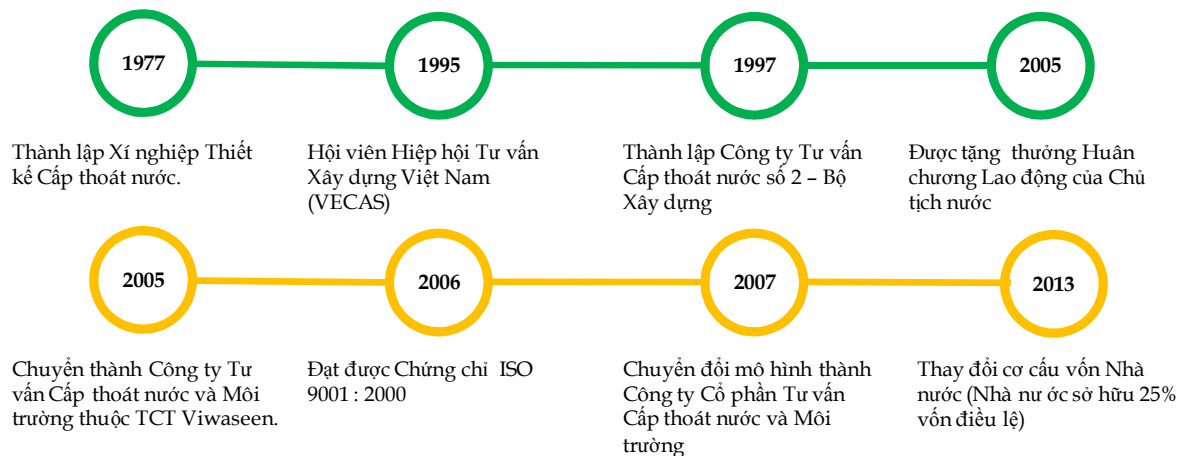 1977
1995
1997
2005
Thành lập Xí nghiệp Thiết
kế Cấp thoát nước.
Hội viên Hiệp hội Tư vấn
Xây dựng Việt Nam
(VECAS)
Thành lập Công ty Tư vấn
Cấp thoát nước số 2 – Bộ
Xây dựng
Được tặng thưởng Huân
chương Lao động của Chủ
tịch nước
2005
2006
2007
2013
Chuyển thành Công ty Tư
vấn Cấp thoát nước và Môi
trường thuộc TCT Viwaseen.
Đạt được Chứng chỉ ISO
9001 : 2000
Chuyển đổi mô hình thành
Công ty Cổ phần Tư vấn
Cấp thoát nước và Môi
trường
Thay đổi cơ cấu vốn Nhà
nước (Nhà nư ớc sở hữu 25%
vốn điều lệ)